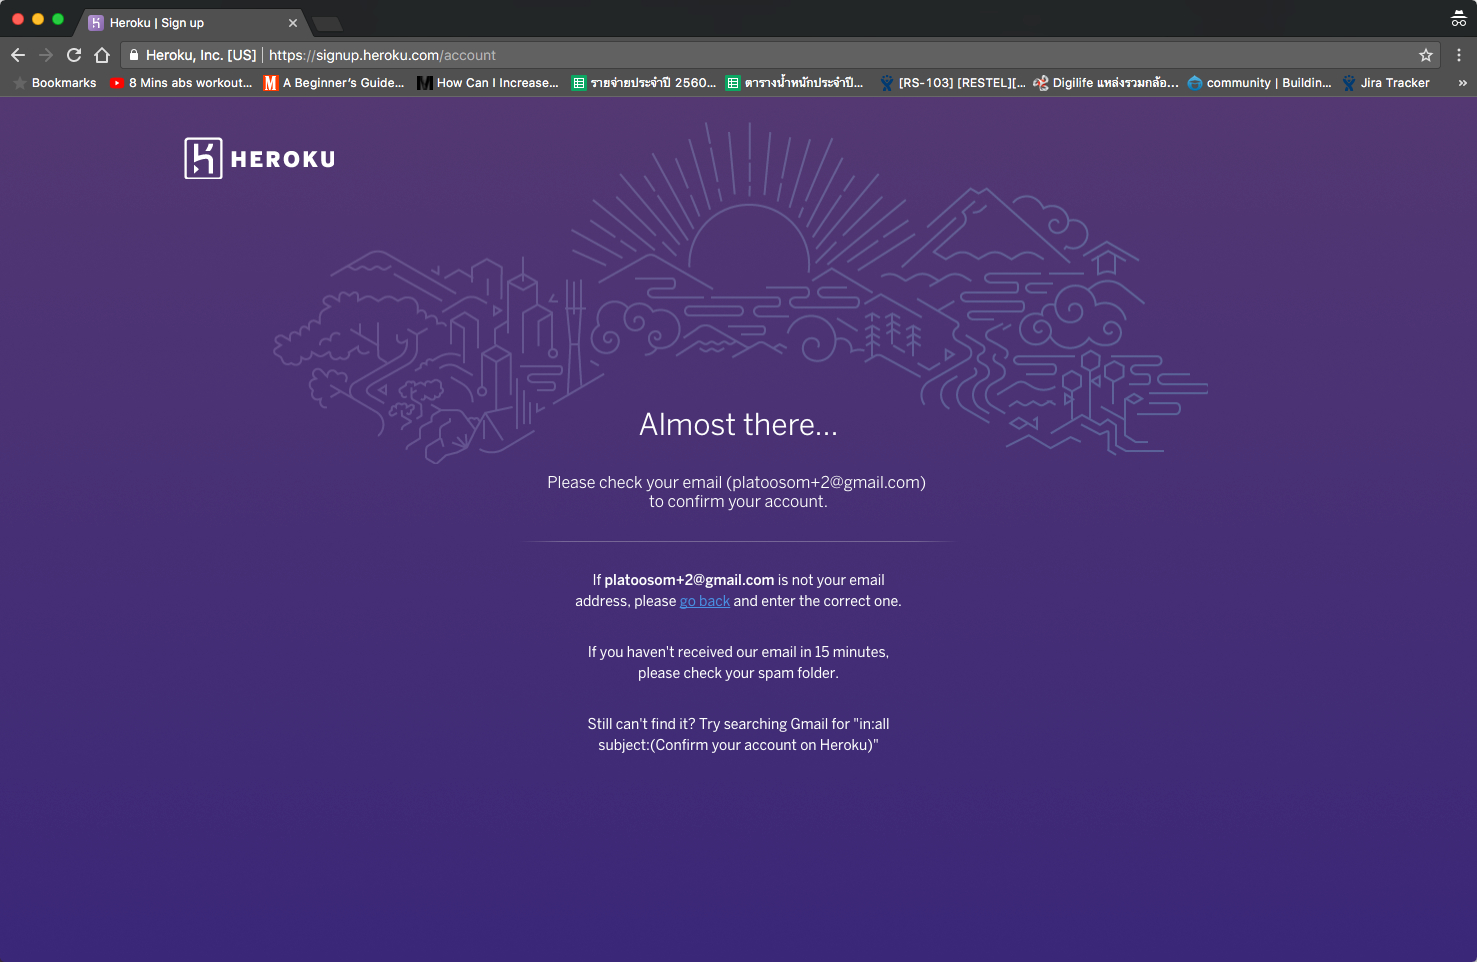 Heroku | Sign up
Heroku, Inc. [US] https://signup.heroku.com/account
Bookmarks 8 Mins abs workout... A Beginner's Guide... How Can I Increase... รายจ่ายประจำปี 2560... ตารางน้ำหนักประจำปี... [RS-103] [RESTEL][... Digilife แหล่งรวมกล้อ... community | Buildin... Jira Tracker
HEROKU
Almost there...
Please check your email (platoosom+2@gmail.com)
to confirm your account.
If platoosom+2@gmail.com is not your email
address, please go back and enter the correct one.
If you haven't received our email in 15 minutes,
please check your spam folder.
Still can't find it? Try searching Gmail for "in:all
subject:(Confirm your account on Heroku)"